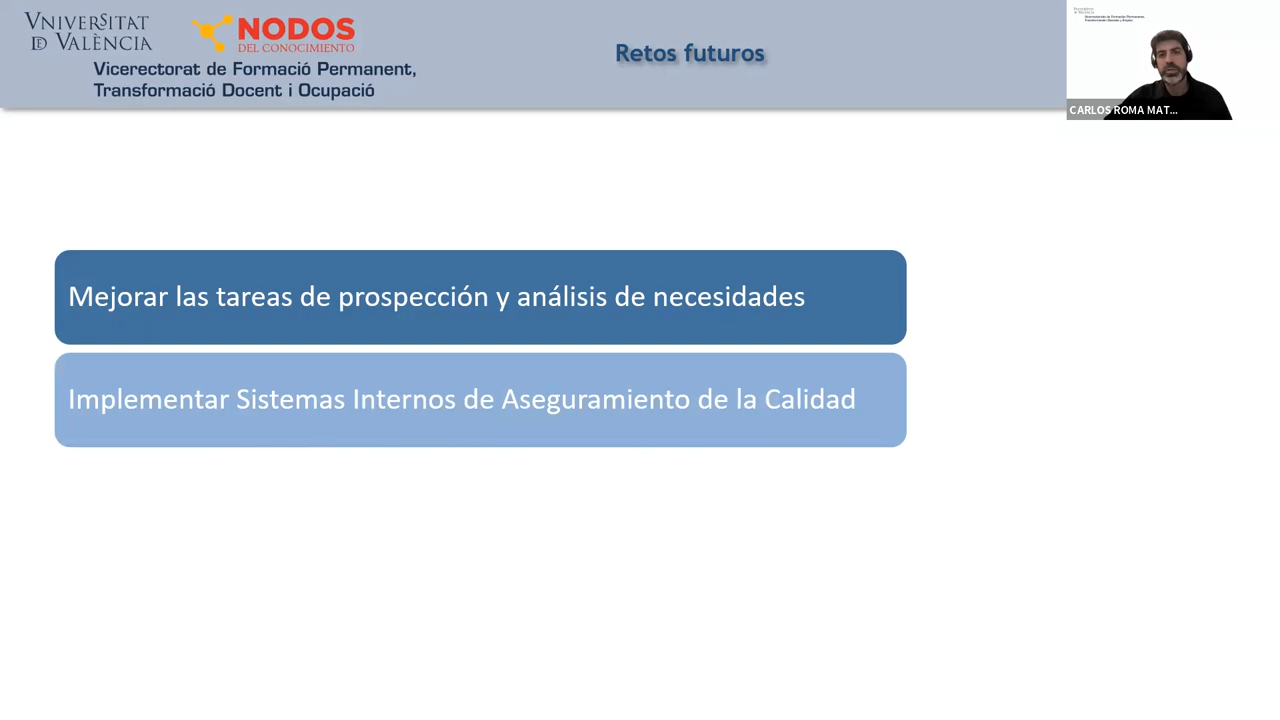 VNIVERSITAT
DE VALÈNCIA
NODOS
DEL CONOCIMIENTO
Vicerectorat de Formació Permanent,
Transformació Docent i Ocupació
Retos futuros
CARLOS ROMA MAT...
Mejorar las tareas de prospección y análisis de necesidades
Implementar Sistemas Internos de Aseguramiento de la Calidad